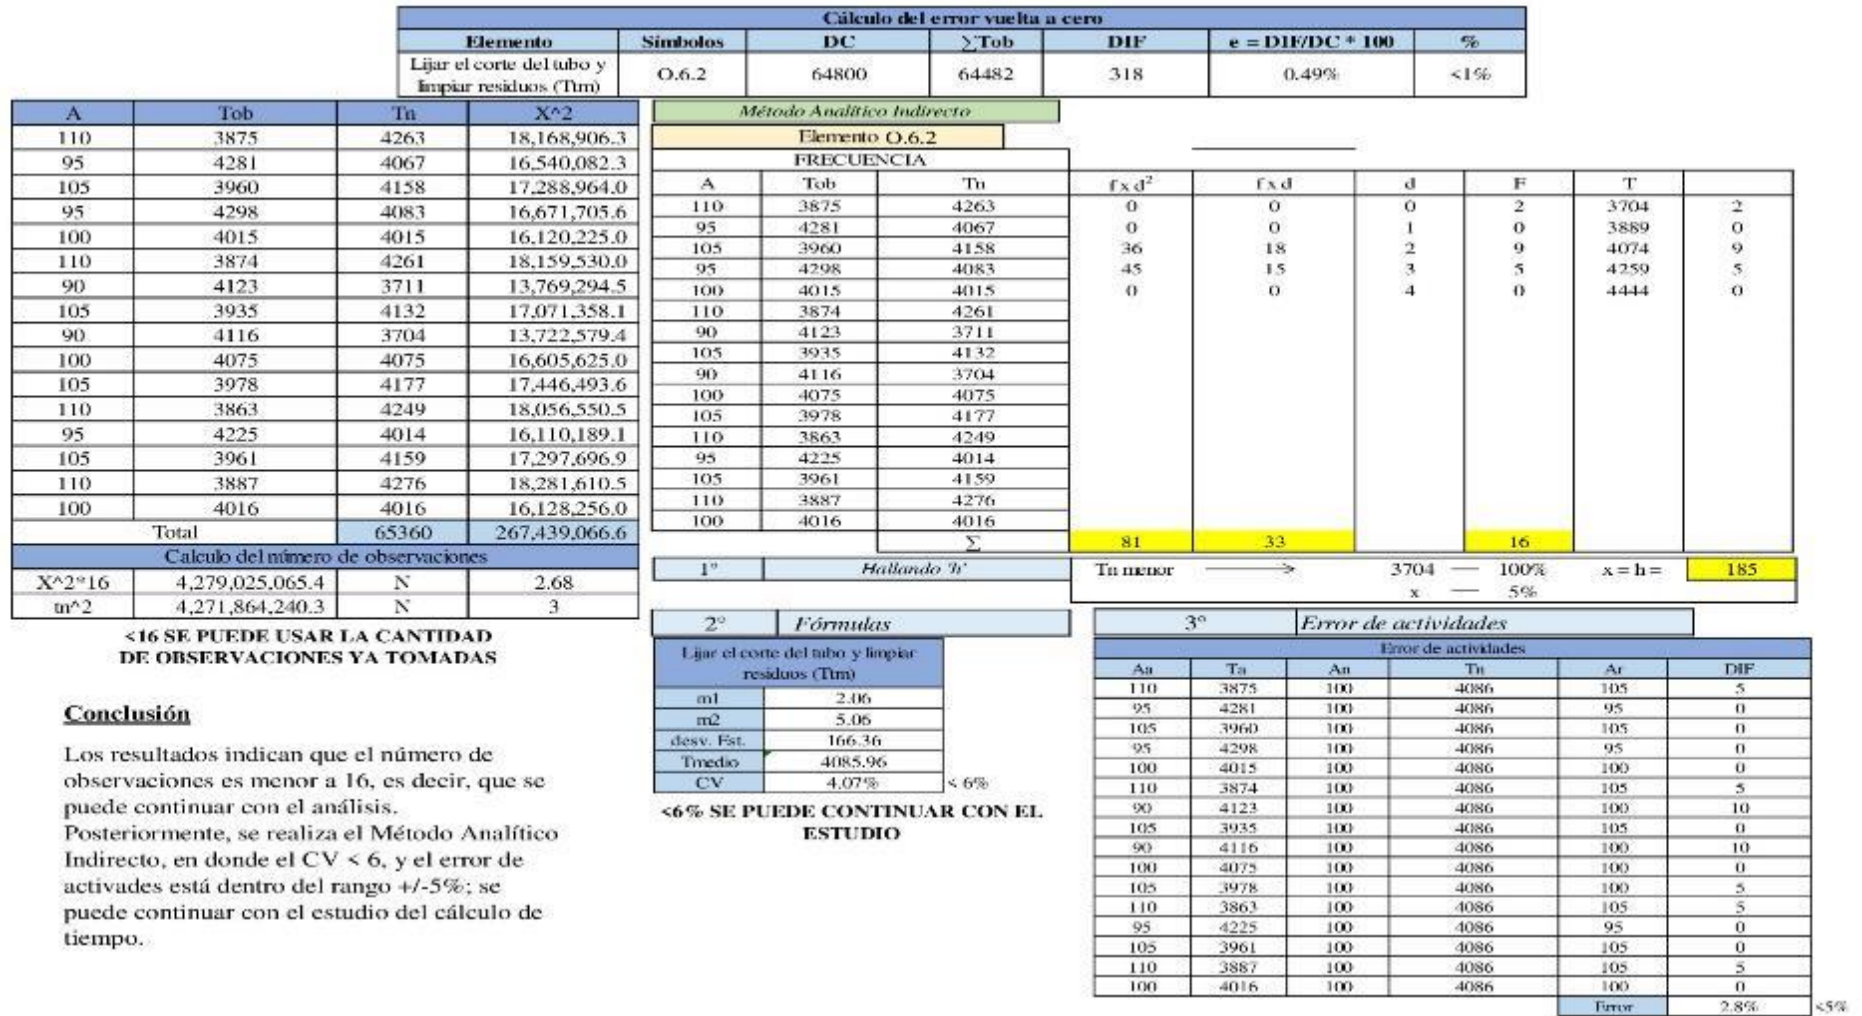 Cálculo del error vuelta a cero
Elemento Símbolos DC ∑Tob DIF e = DIF/DC * 100 %
Lijar el corte del tubo y limpiar residuos (Ttm) O.6.2 64800 64482 318 0.49% <1%
A Tob Tn X^2
110 3875 4263 18,168,906.3
95 4281 4067 16,540,082.3
105 3960 4158 17,288,964.0
95 4298 4083 16,671,705.6
100 4015 4015 16,120,225.0
110 3874 4261 18,159,530.0
90 4123 3711 13,769,294.5
105 3935 4132 17,071,358.1
90 4116 3704 13,722,579.4
100 4075 4075 16,605,625.0
105 3978 4177 17,446,493.6
110 3863 4249 18,056,550.5
95 4225 4014 16,110,189.1
105 3961 4159 17,297,696.9
110 3887 4276 18,281,610.5
100 4016 4016 16,128,256.0
Total 65360 267,439,066.6
Calculo del número de observaciones
X^2*16 4,279,025,065.4 N 2.68
tn^2 4,271,864,240.3 N 3
<16 SE PUEDE USAR LA CANTIDAD
DE OBSERVACIONES YA TOMADAS
Conclusión
Los resultados indican que el número de
observaciones es menor a 16, es decir, que se
puede continuar con el análisis.
Posteriormente, se realiza el Método Analítico
Indirecto, en donde el CV < 6, y el error de
activades está dentro del rango +/-5%; se
puede continuar con el estudio del cálculo de
tiempo.
Método Analítico Indirecto
Elemento O.6.2
FRECUENCIA
A Tob Tn f x d² f x d d F T
110 3875 4263 0 0 0 2 3704 2
95 4281 4067 0 0 1 0 3889 0
105 3960 4158 36 18 2 9 4074 9
95 4298 4083 45 15 3 5 4259 5
100 4015 4015 0 0 4 0 4444 0
110 3874 4261
90 4123 3711
105 3935 4132
90 4116 3704
100 4075 4075
105 3978 4177
110 3863 4249
95 4225 4014
105 3961 4159
110 3887 4276
100 4016 4016
∑ 81 33 16
1° Hallando 'h' Tn menor → 3704 — 100% x = h = 185
x — 5%
2° Fórmulas
Lijar el corte del tubo y limpiar
residuos (Ttm)
m1 2.06
m2 5.06
desv. Est. 166.36
Tmedio 4085.96
CV 4.07% < 6%
<6% SE PUEDE CONTINUAR CON EL
ESTUDIO
3° Error de actividades
Error de actividades
Aa Ta An Tn Ar DIF
110 3875 100 4086 105 5
95 4281 100 4086 95 0
105 3960 100 4086 105 0
95 4298 100 4086 95 0
100 4015 100 4086 100 0
110 3874 100 4086 105 5
90 4123 100 4086 100 10
105 3935 100 4086 105 0
90 4116 100 4086 100 10
100 4075 100 4086 100 0
105 3978 100 4086 100 5
110 3863 100 4086 105 5
95 4225 100 4086 95 0
105 3961 100 4086 105 0
110 3887 100 4086 105 5
100 4016 100 4086 100 0
Error 2.8% <5%